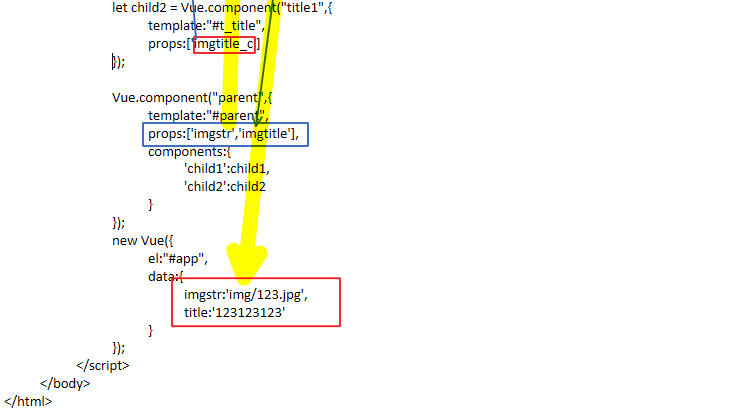 let child2 = Vue.component("title1",{
template:"#t_title",
props:['imgtitle_c']
});
Vue.component("parent",{
template:"#parent",
props:['imgstr','imgtitle'],
components:{
'child1':child1,
'child2':child2
}
});
new Vue({
el:"#app",
data:{
imgstr:'img/123.jpg',
title:'123123123'
}
});
</script>
</body>
</html>